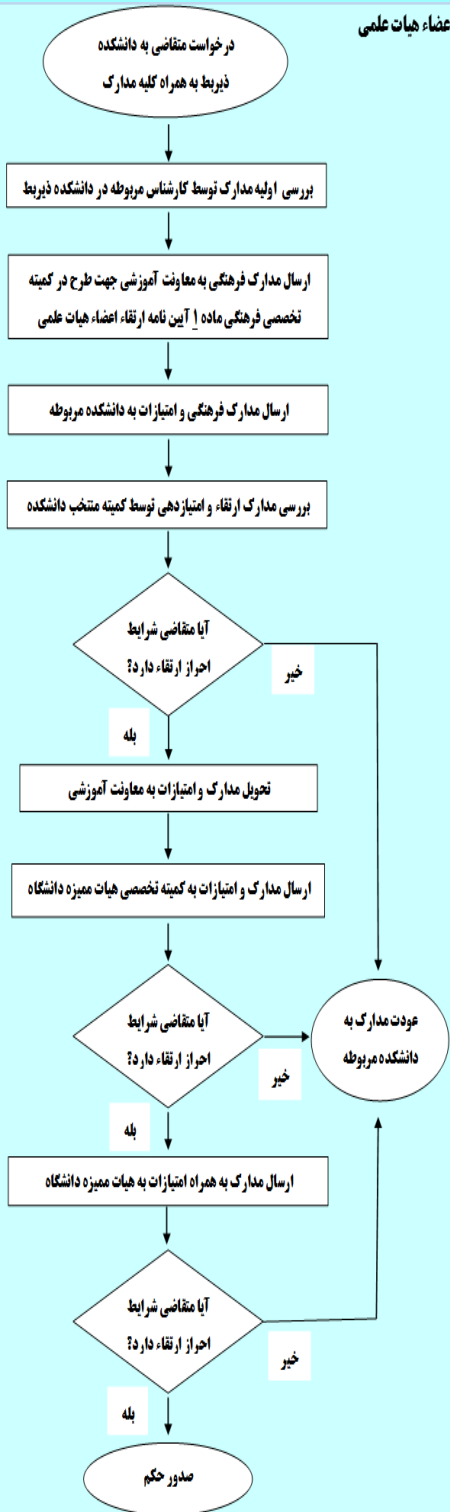 عضاء هیات علمی
درخواست متقاضی به دانشکده
ذیربط به همراه کلیه مدارک
بررسی اولیه مدارک توسط کارشناس مربوطه در دانشکده ذیربط
ارسال مدارک فرهنگی به معاونت آموزشی جهت طرح در کمیته
تخصصی فرهنگی ماده 1 آیین نامه ارتقاء اعضاء هیات علمی
ارسال مدارک فرهنگی و امتیازات به دانشکده مربوطه
بررسی مدارک ارتقاء و امتیازدهی توسط کمیته منتخب دانشکده
آیا متقاضی شرایط
احراز ارتقاء دارد؟
خیر
بله
تحویل مدارک و امتیازات به معاونت آموزشی
ارسال مدارک و امتیازات به کمیته تخصصی هیات ممیزه دانشگاه
آیا متقاضی شرایط
احراز ارتقاء دارد؟
عودت مدارک به
دانشکده مربوطه
خیر
بله
ارسال مدارک به همراه امتیازات به هیات ممیزه دانشگاه
آیا متقاضی شرایط
احراز ارتقاء دارد؟
خیر
بله
صدور حکم